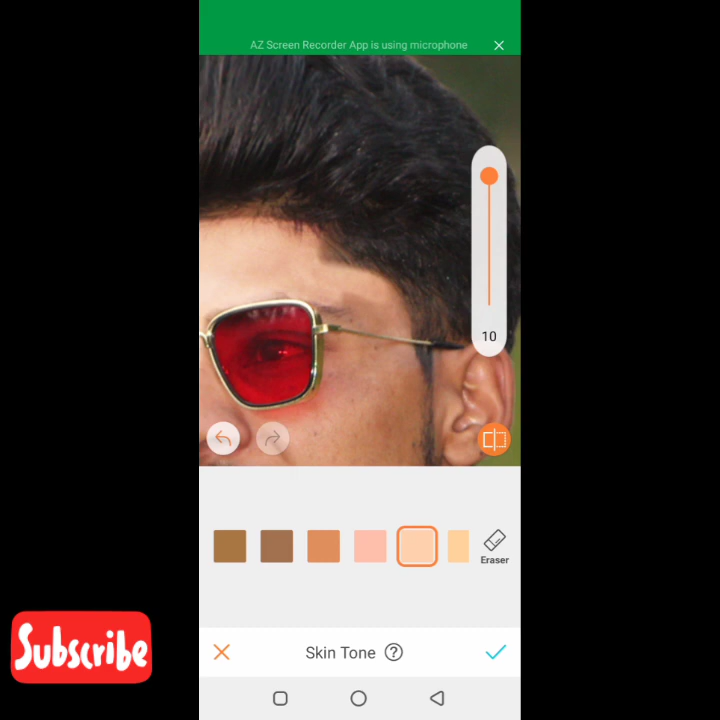 AZ Screen Recorder App is using microphone
10
Eraser
Subscribe
Skin Tone ?